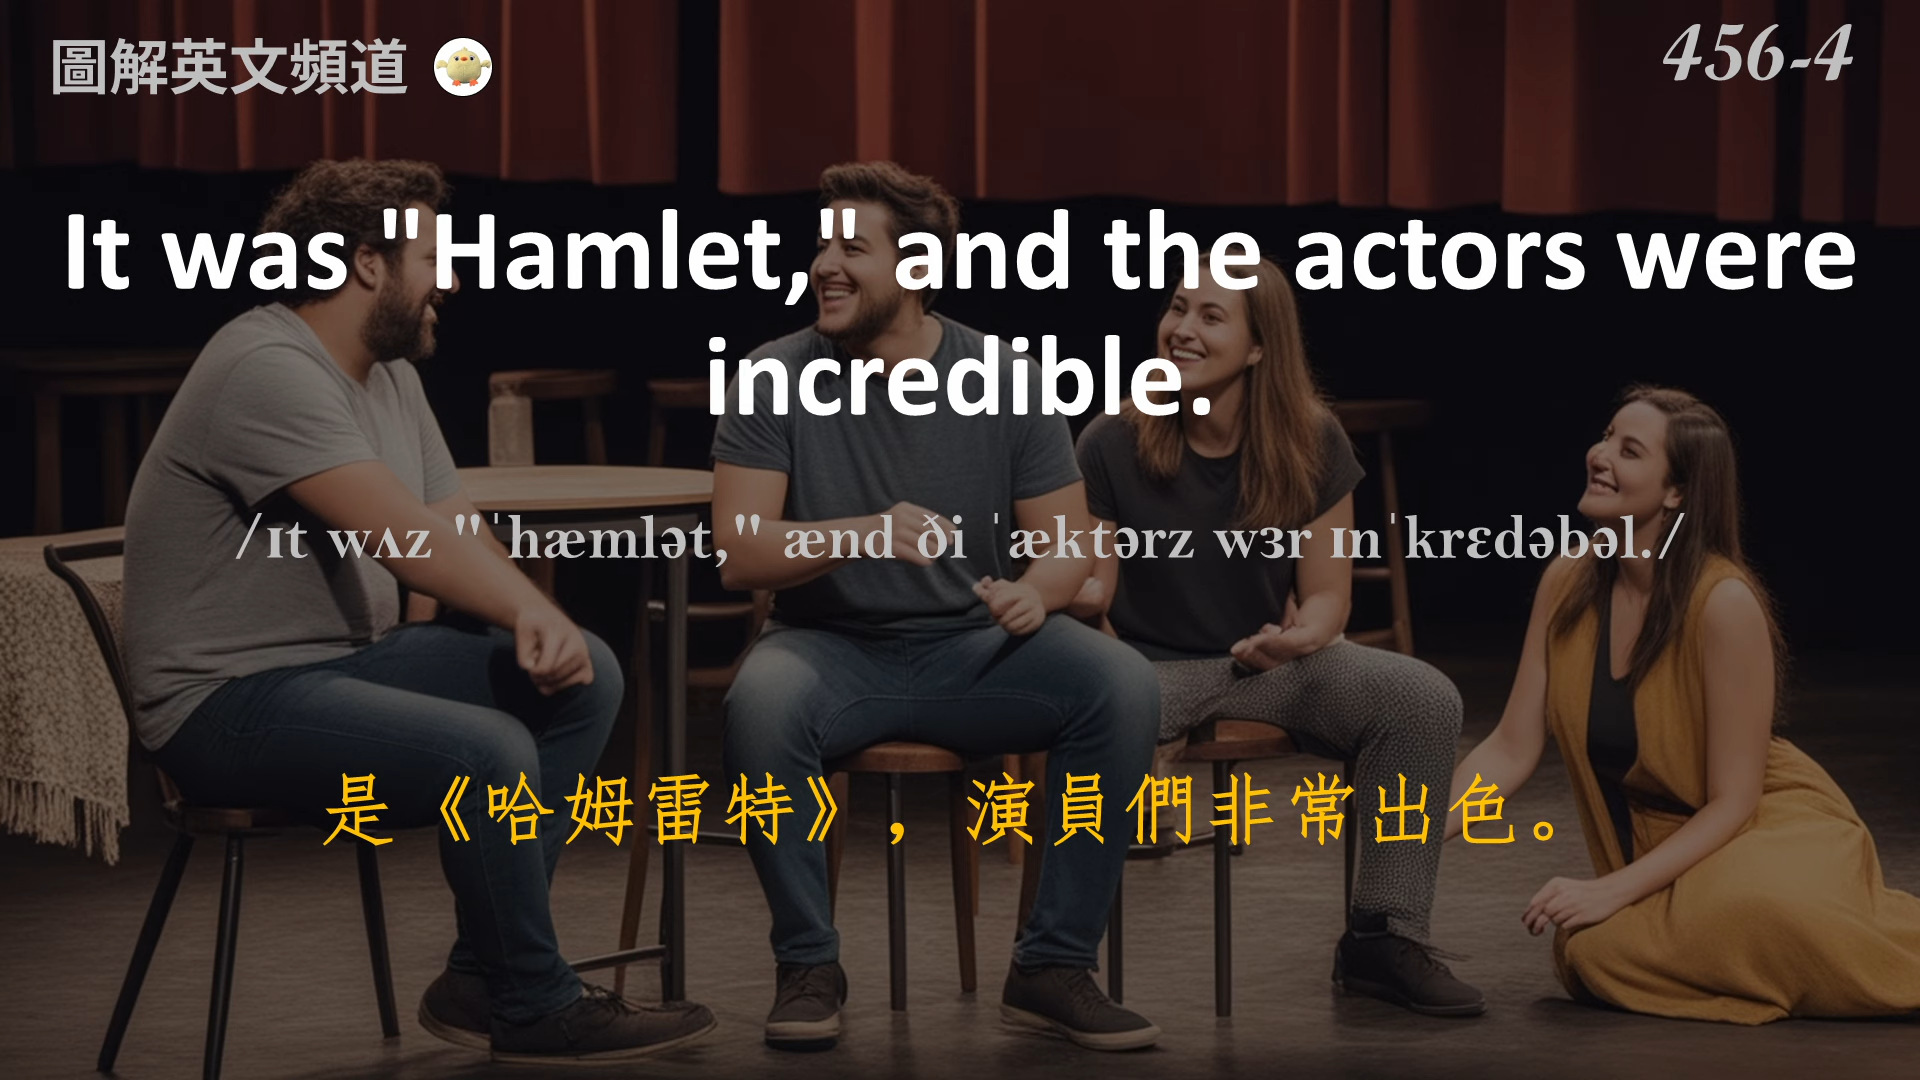 圖解英文頻道
456-4
It was "Hamlet," and the actors were
incredible.
/ɪt wʌz "ˈhæmlət," ænd ði ˈæktərz wɜr ɪnˈkrɛdəbəl./
是《哈姆雷特》，演員們非常出色。